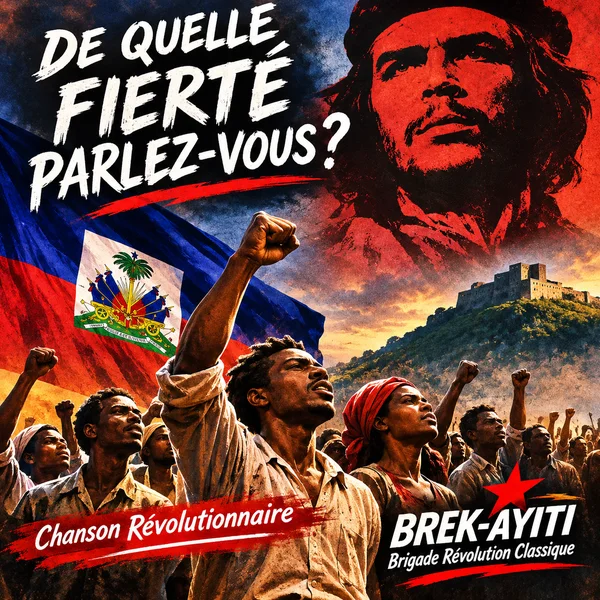 DE QUELLE
FIERTÉ
PARLEZ-VOUS?
Chanson Révolutionnaire
BREK-AYITI
Brigade Révolution Classique